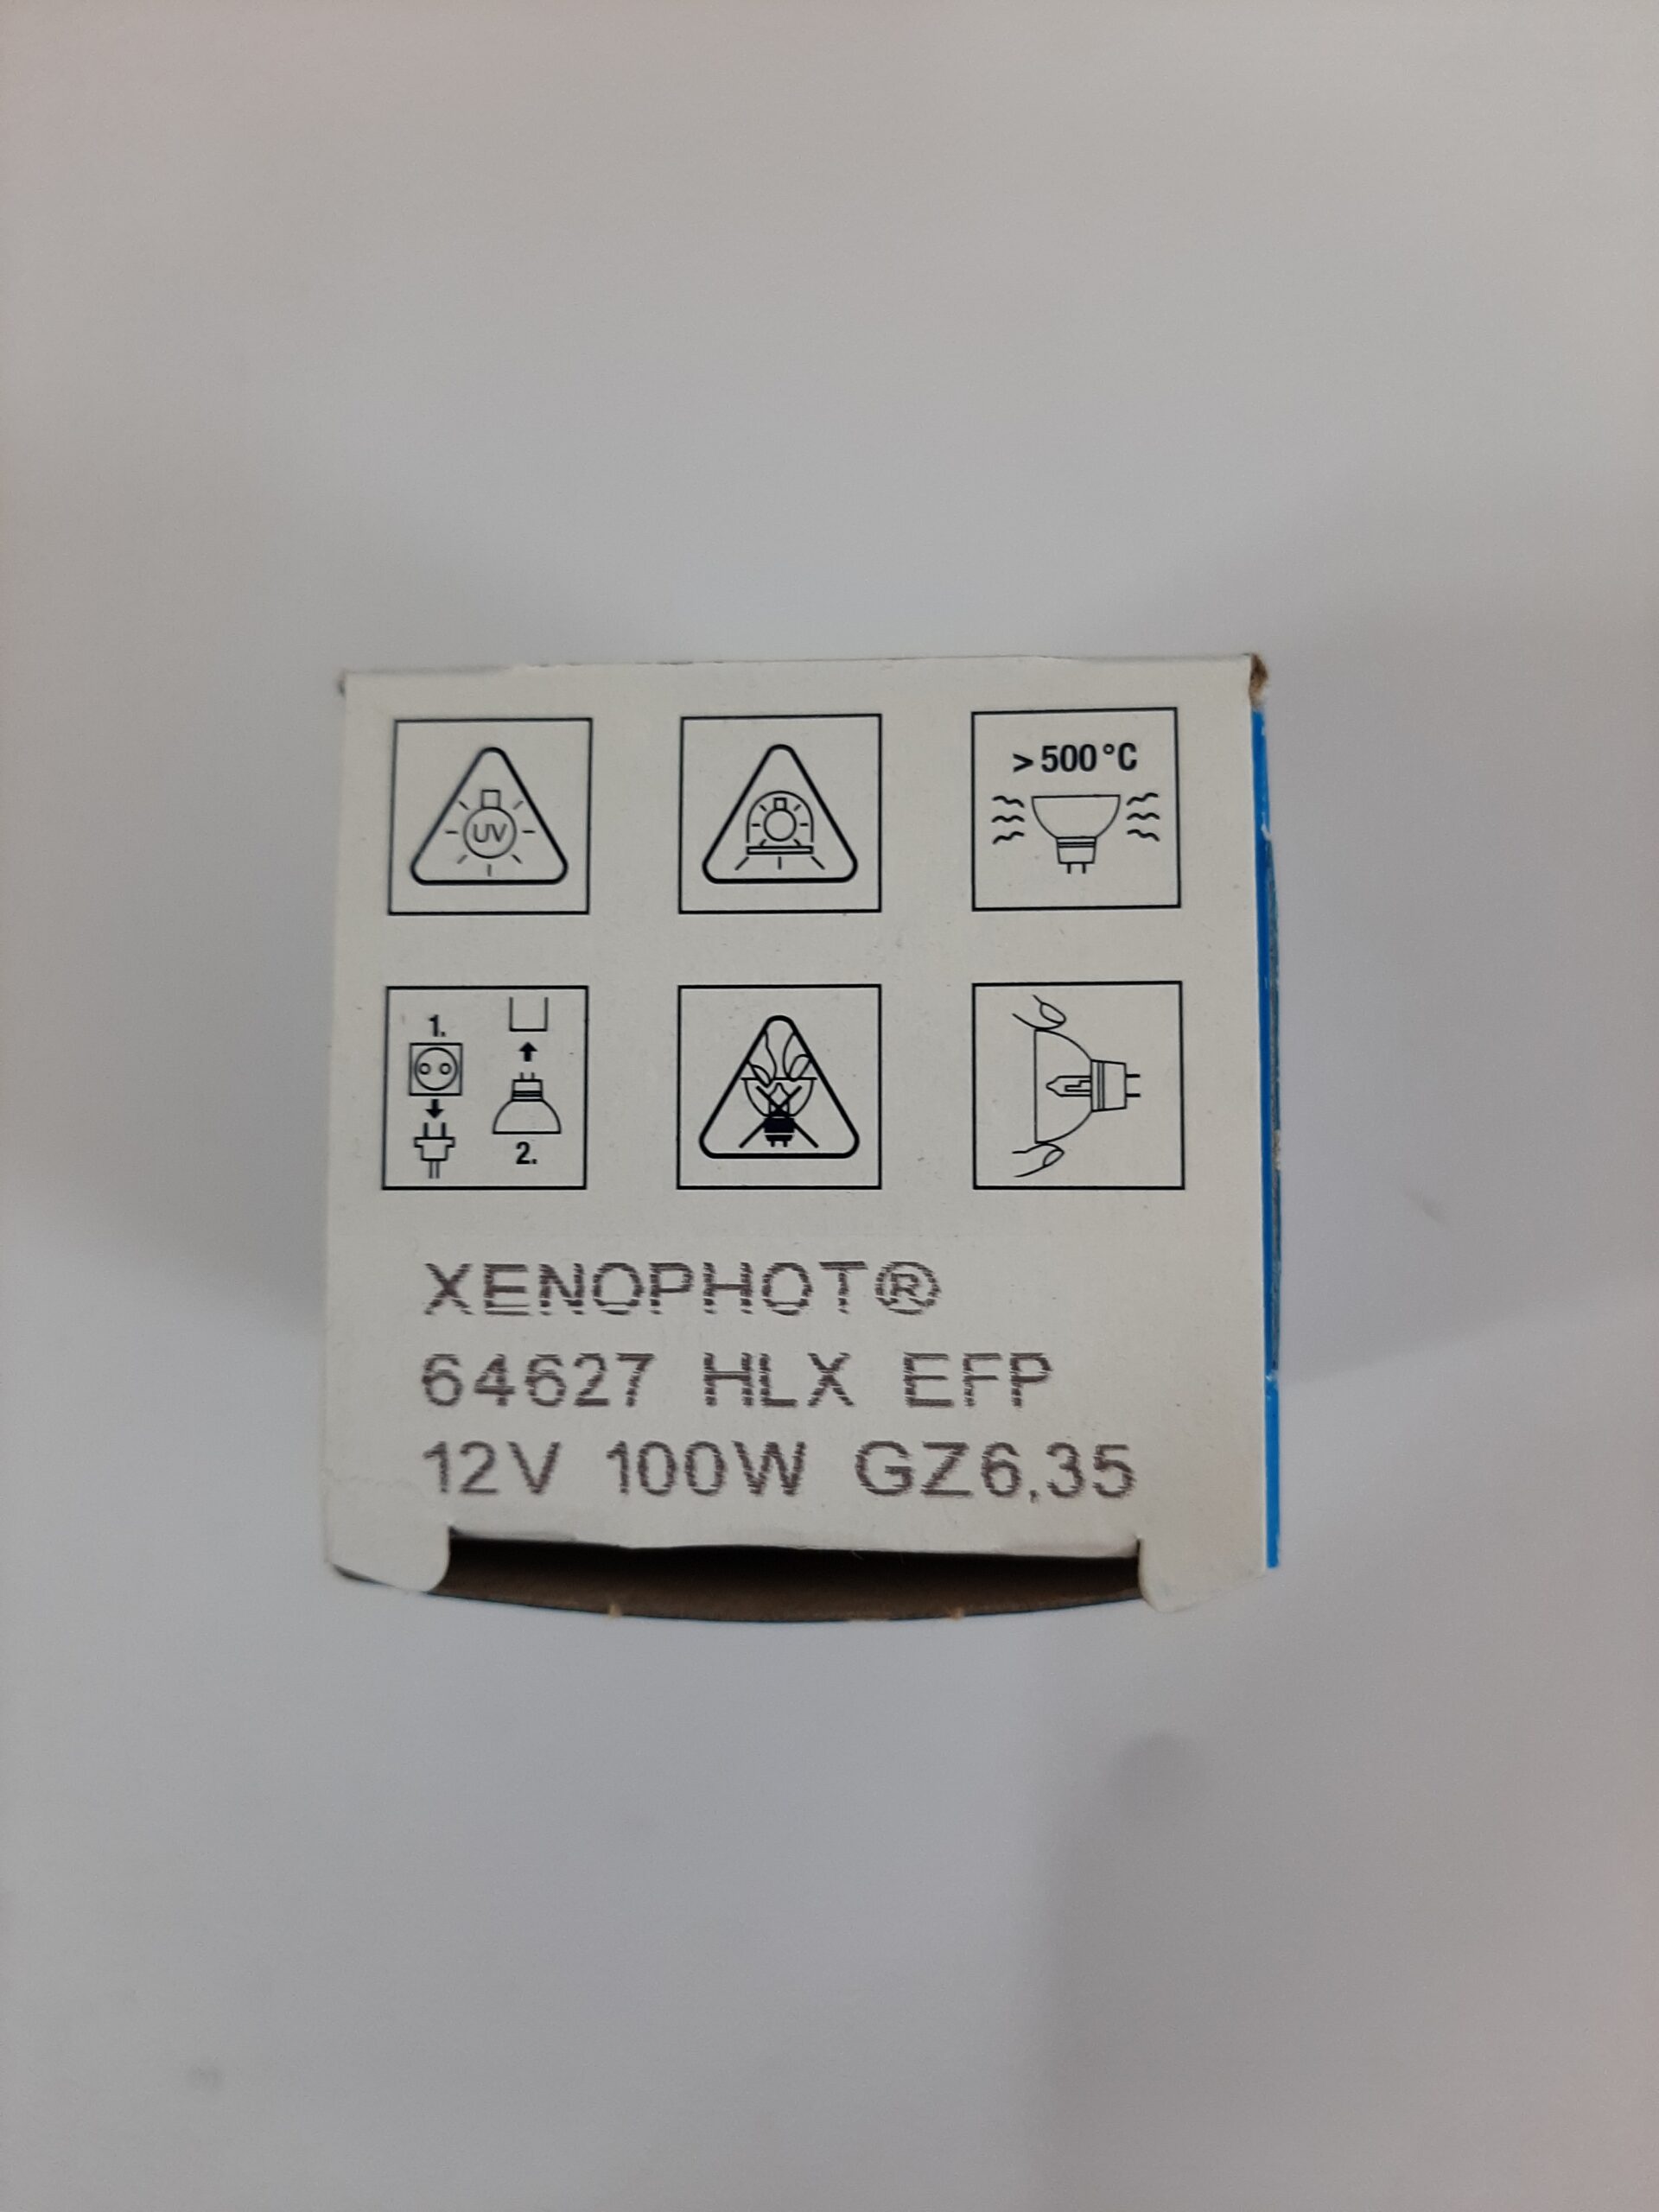 UV
>500°C
1.
2.
XENOPHOT®
64627 HLX EFP
12V 100W GZ6.35